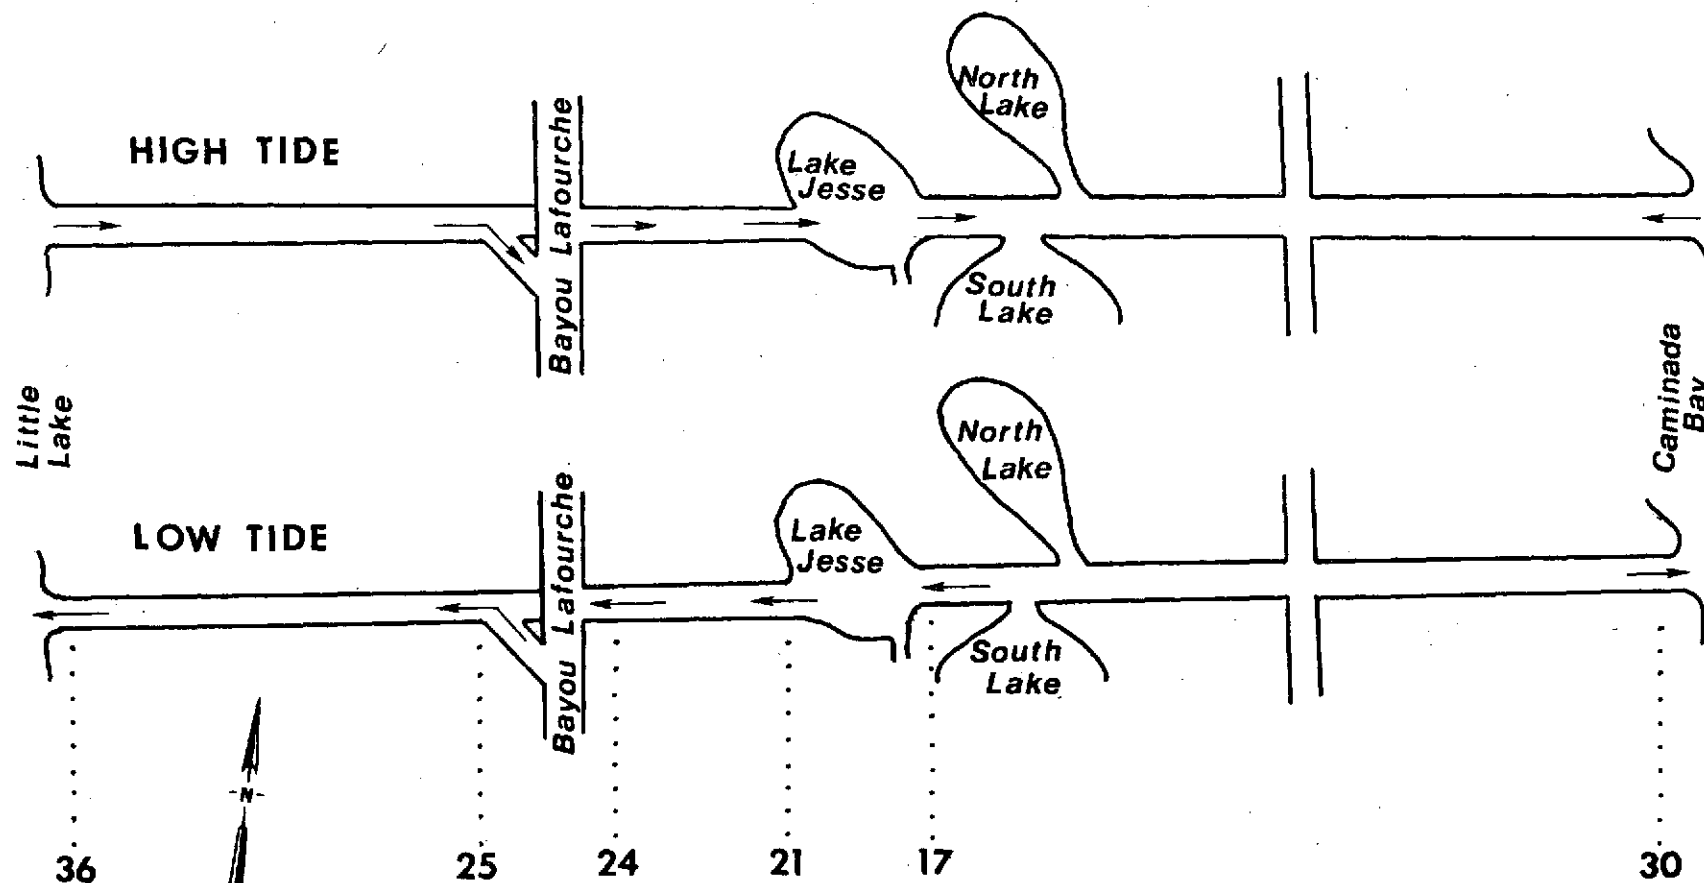 HIGH TIDE
Bayou Lafourche
Lake
Jesse
North
Lake
South
Lake
Little
Lake
Caminada
Bay
LOW TIDE
Bayou Lafourche
Lake
Jesse
North
Lake
South
Lake
N
36
25
24
21
17
30